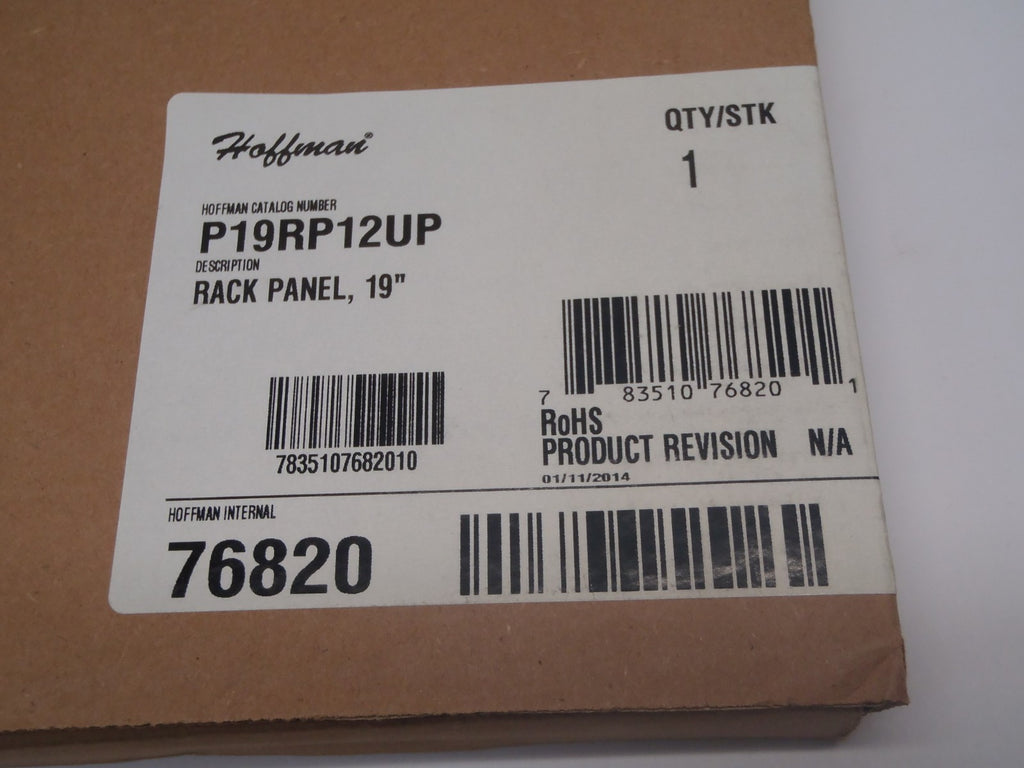 Hoffman®
QTY/STK
1
HOFFMAN CATALOG NUMBER
P19RP12UP
DESCRIPTION
RACK PANEL, 19"
7835107682010
7 83510 76820 1
RoHS
PRODUCT REVISION N/A
01/11/2014
HOFFMAN INTERNAL
76820